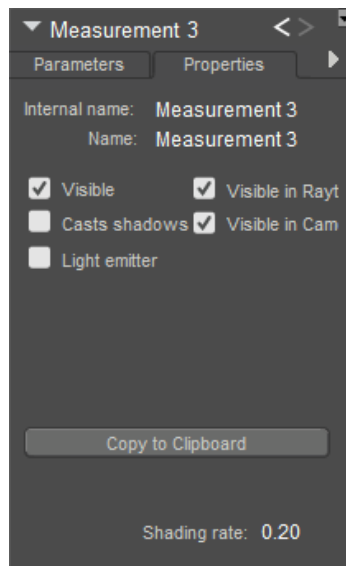 Measurement 3 < >
Parameters Properties
Internal name: Measurement 3
Name: Measurement 3
Visible Visible in Rayt
Casts shadows Visible in Cam
Light emitter
Copy to Clipboard
Shading rate: 0.20